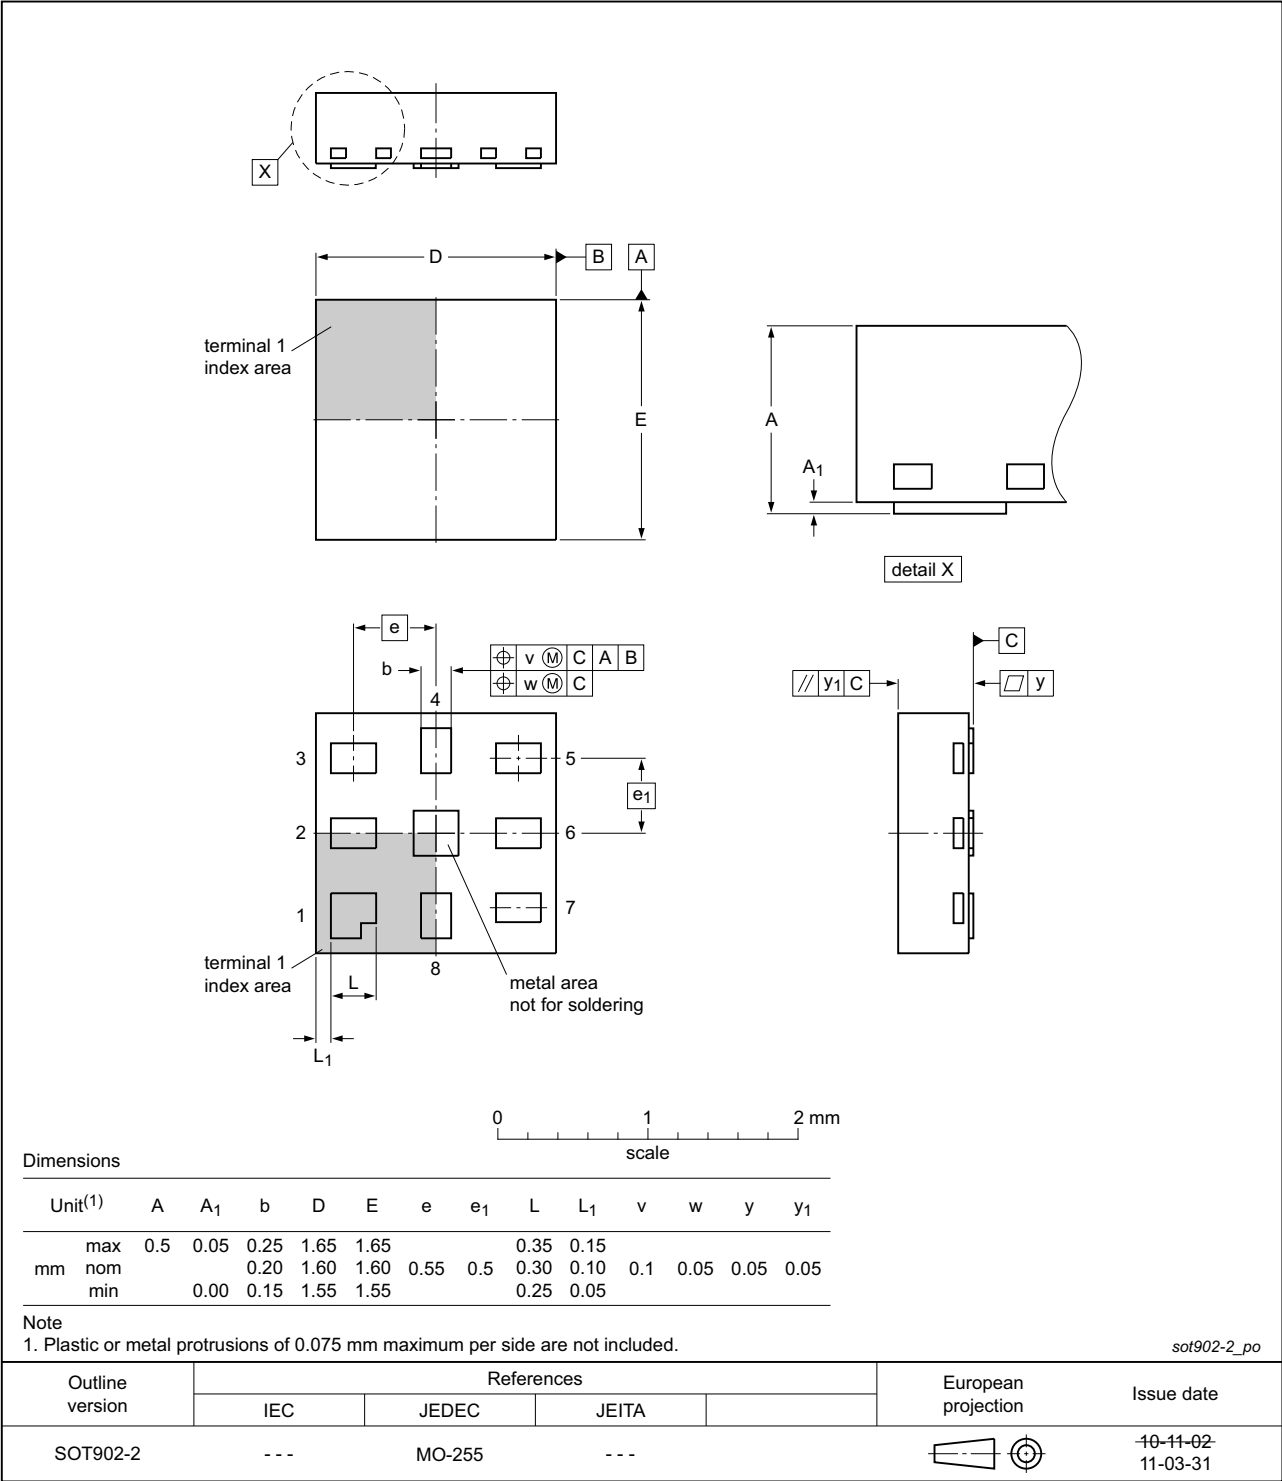 X
D
B
A
terminal 1
index area
E
A
A1
detail X
e
b
v M C A B
w M C
C
// y1 C
y
4
3
5
e1
2
6
1
7
terminal 1
index area
8
L
metal area
not for soldering
L1
0 1 2 mm
scale
Dimensions
Unit(1) A A1 b D E e e1 L L1 v w y y1
max 0.5 0.05 0.25 1.65 1.65 0.35 0.15
mm nom 0.20 1.60 1.60 0.55 0.5 0.30 0.10 0.1 0.05 0.05 0.05
min 0.00 0.15 1.55 1.55 0.25 0.05
Note
1. Plastic or metal protrusions of 0.075 mm maximum per side are not included.
sot902-2_po
Outline
version
References
IEC JEDEC JEITA
European
projection
Issue date
SOT902-2 - - - MO-255 - - -
10-11-02
11-03-31